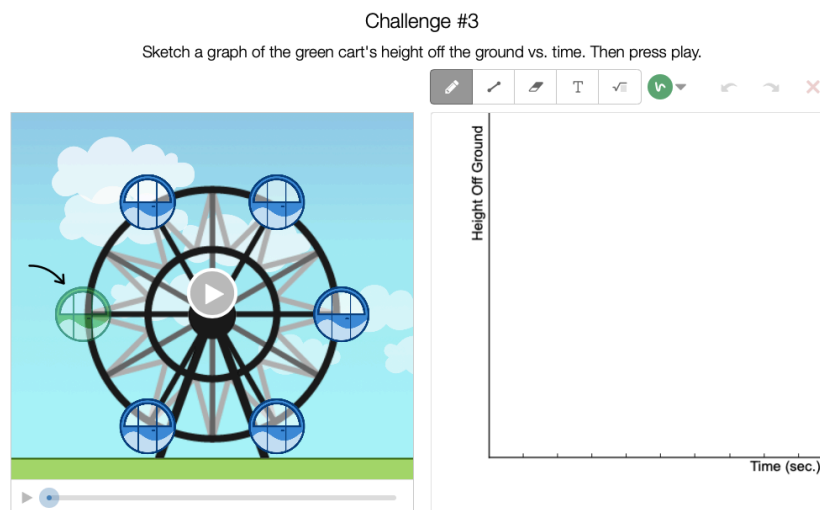 Challenge #3
Sketch a graph of the green cart's height off the ground vs. time. Then press play.
T
Height Off Ground
Time (sec.)